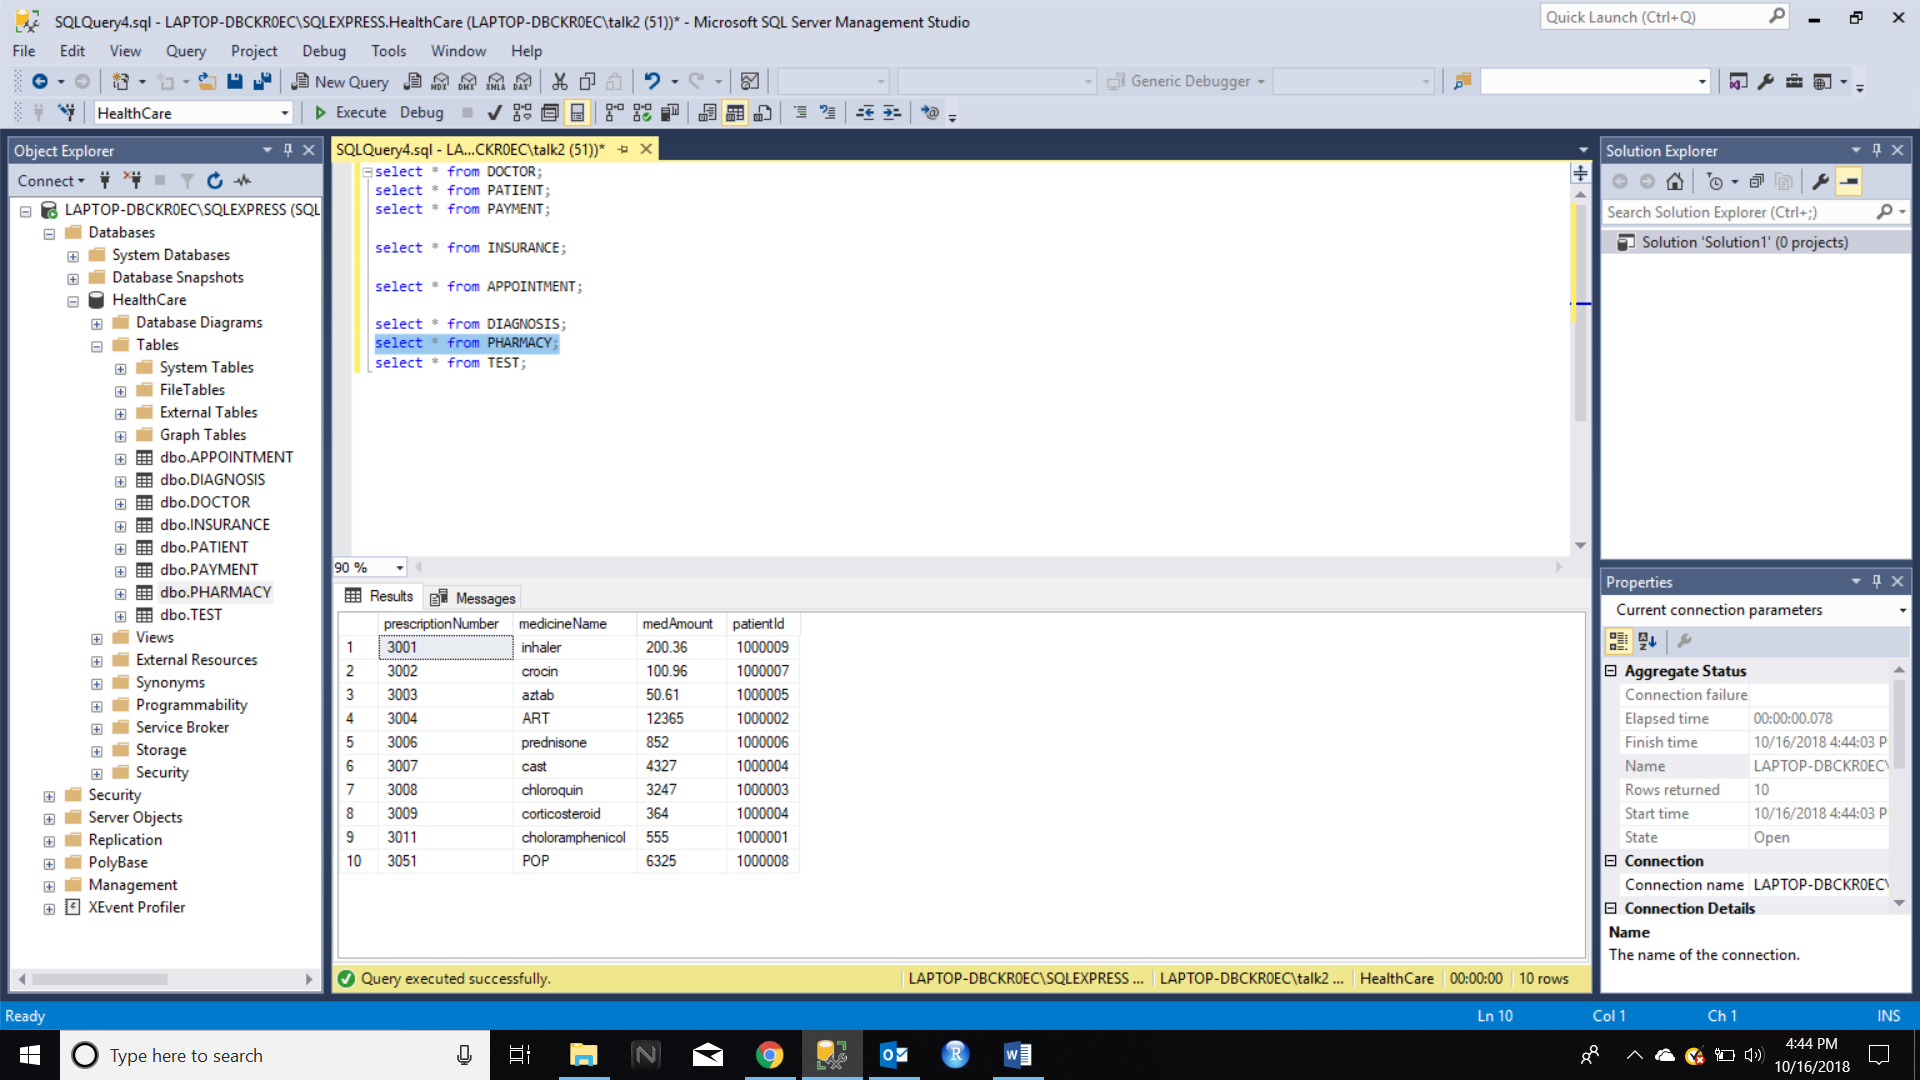 SQLQuery4.sql - LAPTOP-DBCKR0EC\SQLEXPRESS.HealthCare (LAPTOP-DBCKR0EC\talk2 (51))* - Microsoft SQL Server Management Studio
Quick Launch (Ctrl+Q)
File Edit View Query Project Debug Tools Window Help
New Query MDX DMX XMLA DAX Generic Debugger
HealthCare Execute Debug
Object Explorer
Connect
LAPTOP-DBCKR0EC\SQLEXPRESS (SQL
Databases
System Databases
Database Snapshots
HealthCare
Database Diagrams
Tables
System Tables
FileTables
External Tables
Graph Tables
dbo.APPOINTMENT
dbo.DIAGNOSIS
dbo.DOCTOR
dbo.INSURANCE
dbo.PATIENT
dbo.PAYMENT
dbo.PHARMACY
dbo.TEST
Views
External Resources
Synonyms
Programmability
Service Broker
Storage
Security
Security
Server Objects
Replication
PolyBase
Management
XEvent Profiler
SQLQuery4.sql - LA...CKR0EC\talk2 (51))*
select * from DOCTOR;
select * from PATIENT;
select * from PAYMENT;
select * from INSURANCE;
select * from APPOINTMENT;
select * from DIAGNOSIS;
select * from PHARMACY;
select * from TEST;
90 %
Results Messages
prescriptionNumber medicineName medAmount patientId
1 3001 inhaler 200.36 1000009
2 3002 crocin 100.96 1000007
3 3003 aztab 50.61 1000005
4 3004 ART 12365 1000002
5 3006 prednisone 852 1000006
6 3007 cast 4327 1000004
7 3008 chloroquin 3247 1000003
8 3009 corticosteroid 364 1000004
9 3011 choloramphenicol 555 1000001
10 3051 POP 6325 1000008
Query executed successfully. LAPTOP-DBCKR0EC\SQLEXPRESS ... LAPTOP-DBCKR0EC\talk2 ... HealthCare 00:00:00 10 rows
Solution Explorer
Search Solution Explorer (Ctrl+;)
Solution 'Solution1' (0 projects)
Properties
Current connection parameters
Aggregate Status
Connection failure
Elapsed time 00:00:00.078
Finish time 10/16/2018 4:44:03 P
Name LAPTOP-DBCKR0EC\
Rows returned 10
Start time 10/16/2018 4:44:03 P
State Open
Connection
Connection name LAPTOP-DBCKR0EC\
Connection Details
Name
The name of the connection.
Ready Ln 10 Col 1 Ch 1 INS
Type here to search
4:44 PM
10/16/2018